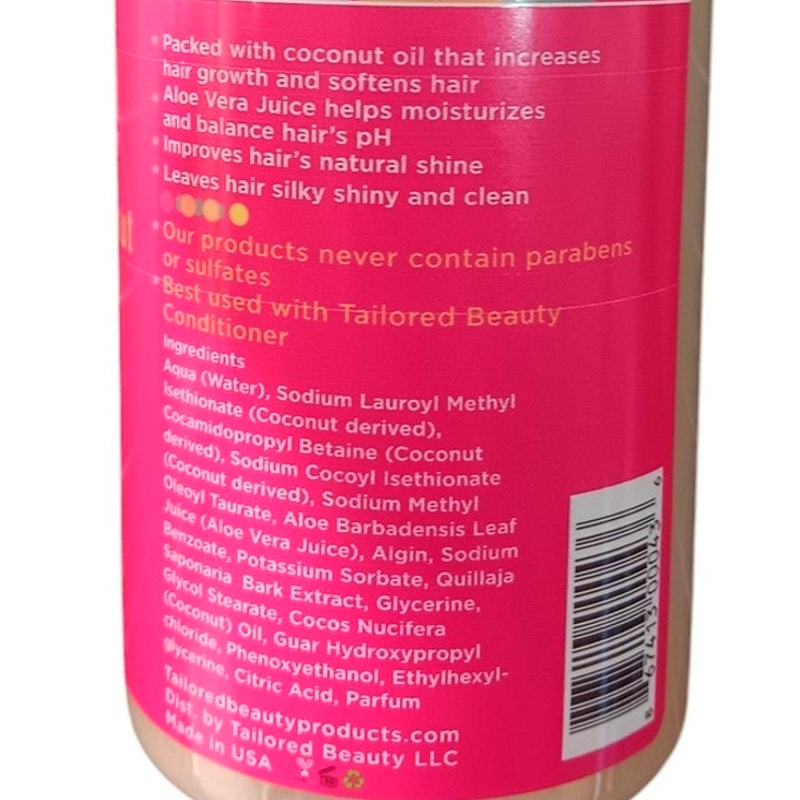 • Packed with coconut oil that increases
hair growth and softens hair
• Aloe Vera Juice helps moisturizes
and balance hair's pH
• Improves hair's natural shine
• Leaves hair silky shiny and clean
• Our products never contain parabens
or sulfates
• Best used with Tailored Beauty
Conditioner
Ingredients
Aqua (Water), Sodium Lauroyl Methyl
Isethionate (Coconut derived),
Cocamidopropyl Betaine (Coconut
derived), Sodium Cocoyl Isethionate
(Coconut derived), Sodium Methyl
Oleoyl Taurate, Aloe Barbadensis Leaf
Juice (Aloe Vera Juice), Algin, Sodium
Benzoate, Potassium Sorbate, Quillaja
Saponaria Bark Extract, Glycerine,
Glycol Stearate, Cocos Nucifera
(Coconut) Oil, Guar Hydroxypropyl
chloride, Phenoxyethanol, Ethylhexyl-
glycerine, Citric Acid, Parfum
Tailoredbeautyproducts.com
Dist. by Tailored Beauty LLC
Made in USA
8 67413 00043 6